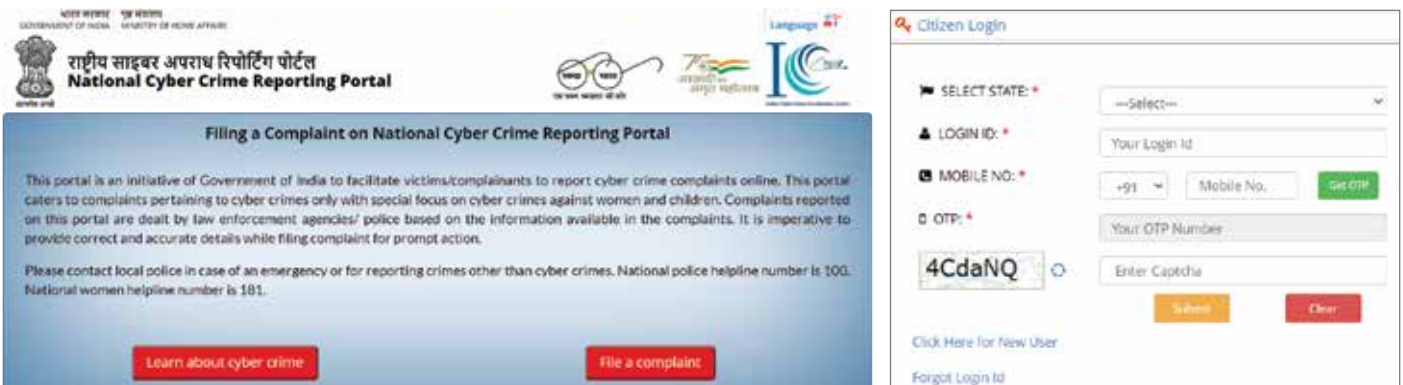 भारत सरकार गृह मंत्रालय
GOVERNMENT OF INDIA MINISTRY OF HOME AFFAIRS
Language
राष्ट्रीय साइबर अपराध रिपोर्टिंग पोर्टल
National Cyber Crime Reporting Portal
Filing a Complaint on National Cyber Crime Reporting Portal
This portal is an initiative of Government of India to facilitate victims/complainants to report cyber crime complaints online. This portal
caters to complaints pertaining to cyber crimes only with special focus on cyber crimes against women and children. Complaints reported
on this portal are dealt by law enforcement agencies/ police based on the information available in the complaints. It is imperative to
provide correct and accurate details while filing complaint for prompt action.
Please contact local police in case of an emergency or for reporting crimes other than cyber crimes. National police helpline number is 100.
National women helpline number is 181.
Learn about cyber crime
File a complaint
Citizen Login
SELECT STATE: *
---Select---
LOGIN ID: *
Your Login Id
MOBILE NO: *
+91
Mobile No.
Get OTP
OTP: *
Your OTP Number
4CdaNQ
Enter Captcha
Submit
Clear
Click Here for New User
Forgot Login Id